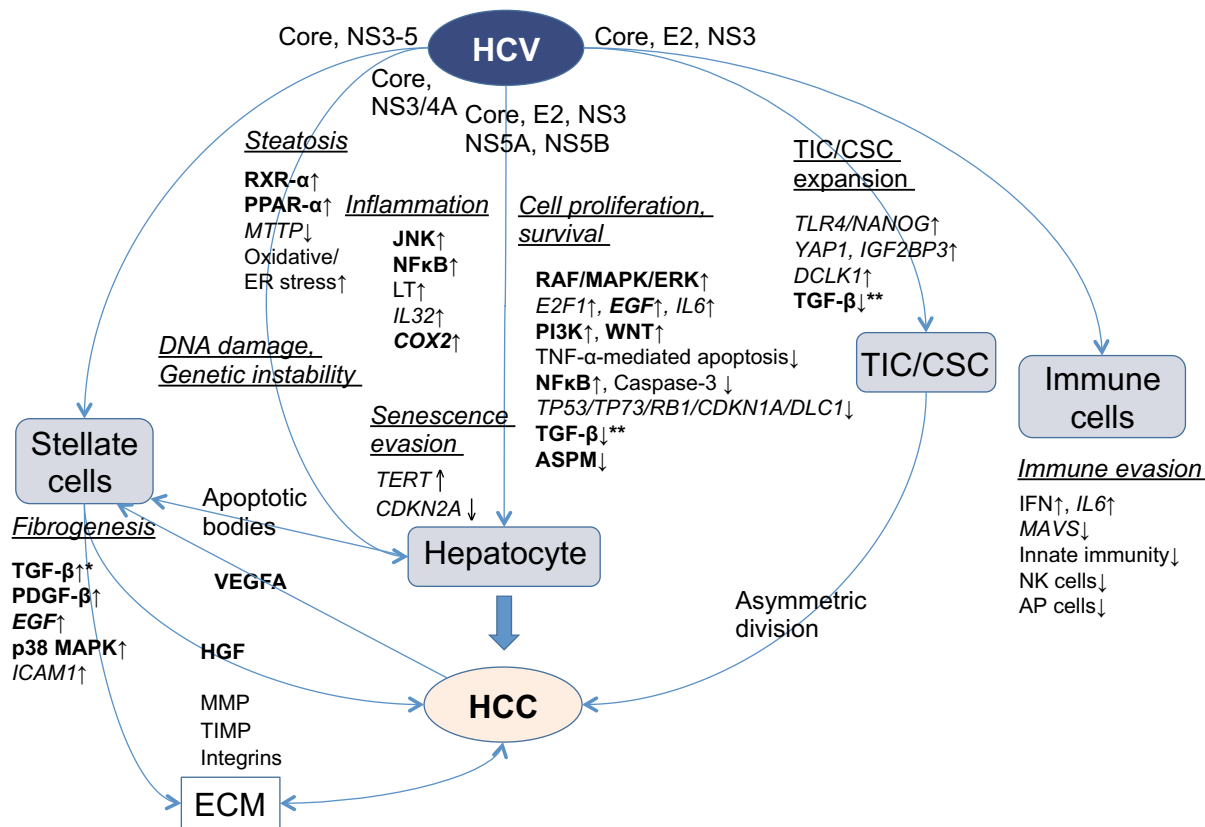 HCV
Core, NS3-5
Core, E2, NS3
Core,
NS3/4A
Core, E2, NS3
NS5A, NS5B
Steatosis
RXR-α↑
PPAR-α↑
MTTP↓
Oxidative/
ER stress↑
Inflammation
JNK↑
NFκB↑
LT↑
IL32↑
COX2↑
Cell proliferation,
survival
RAF/MAPK/ERK↑
E2F1↑, EGF↑, IL6↑
PI3K↑, WNT↑
TNF-α-mediated apoptosis↓
NFκB↑, Caspase-3 ↓
TP53/TP73/RB1/CDKN1A/DLC1↓
TGF-β↓**
ASPM↓
TIC/CSC
expansion
TLR4/NANOG↑
YAP1, IGF2BP3↑
DCLK1↑
TGF-β↓**
DNA damage,
Genetic instability
Senescence
evasion
TERT ↑
CDKN2A ↓
TIC/CSC
Immune
cells
Immune evasion
IFN↑, IL6↑
MAVS↓
Innate immunity↓
NK cells↓
AP cells↓
Stellate
cells
Fibrogenesis
TGF-β↑*
PDGF-β↑
EGF↑
p38 MAPK↑
ICAM1↑
Apoptotic
bodies
Hepatocyte
VEGFA
HGF
Asymmetric
division
HCC
MMP
TIMP
Integrins
ECM